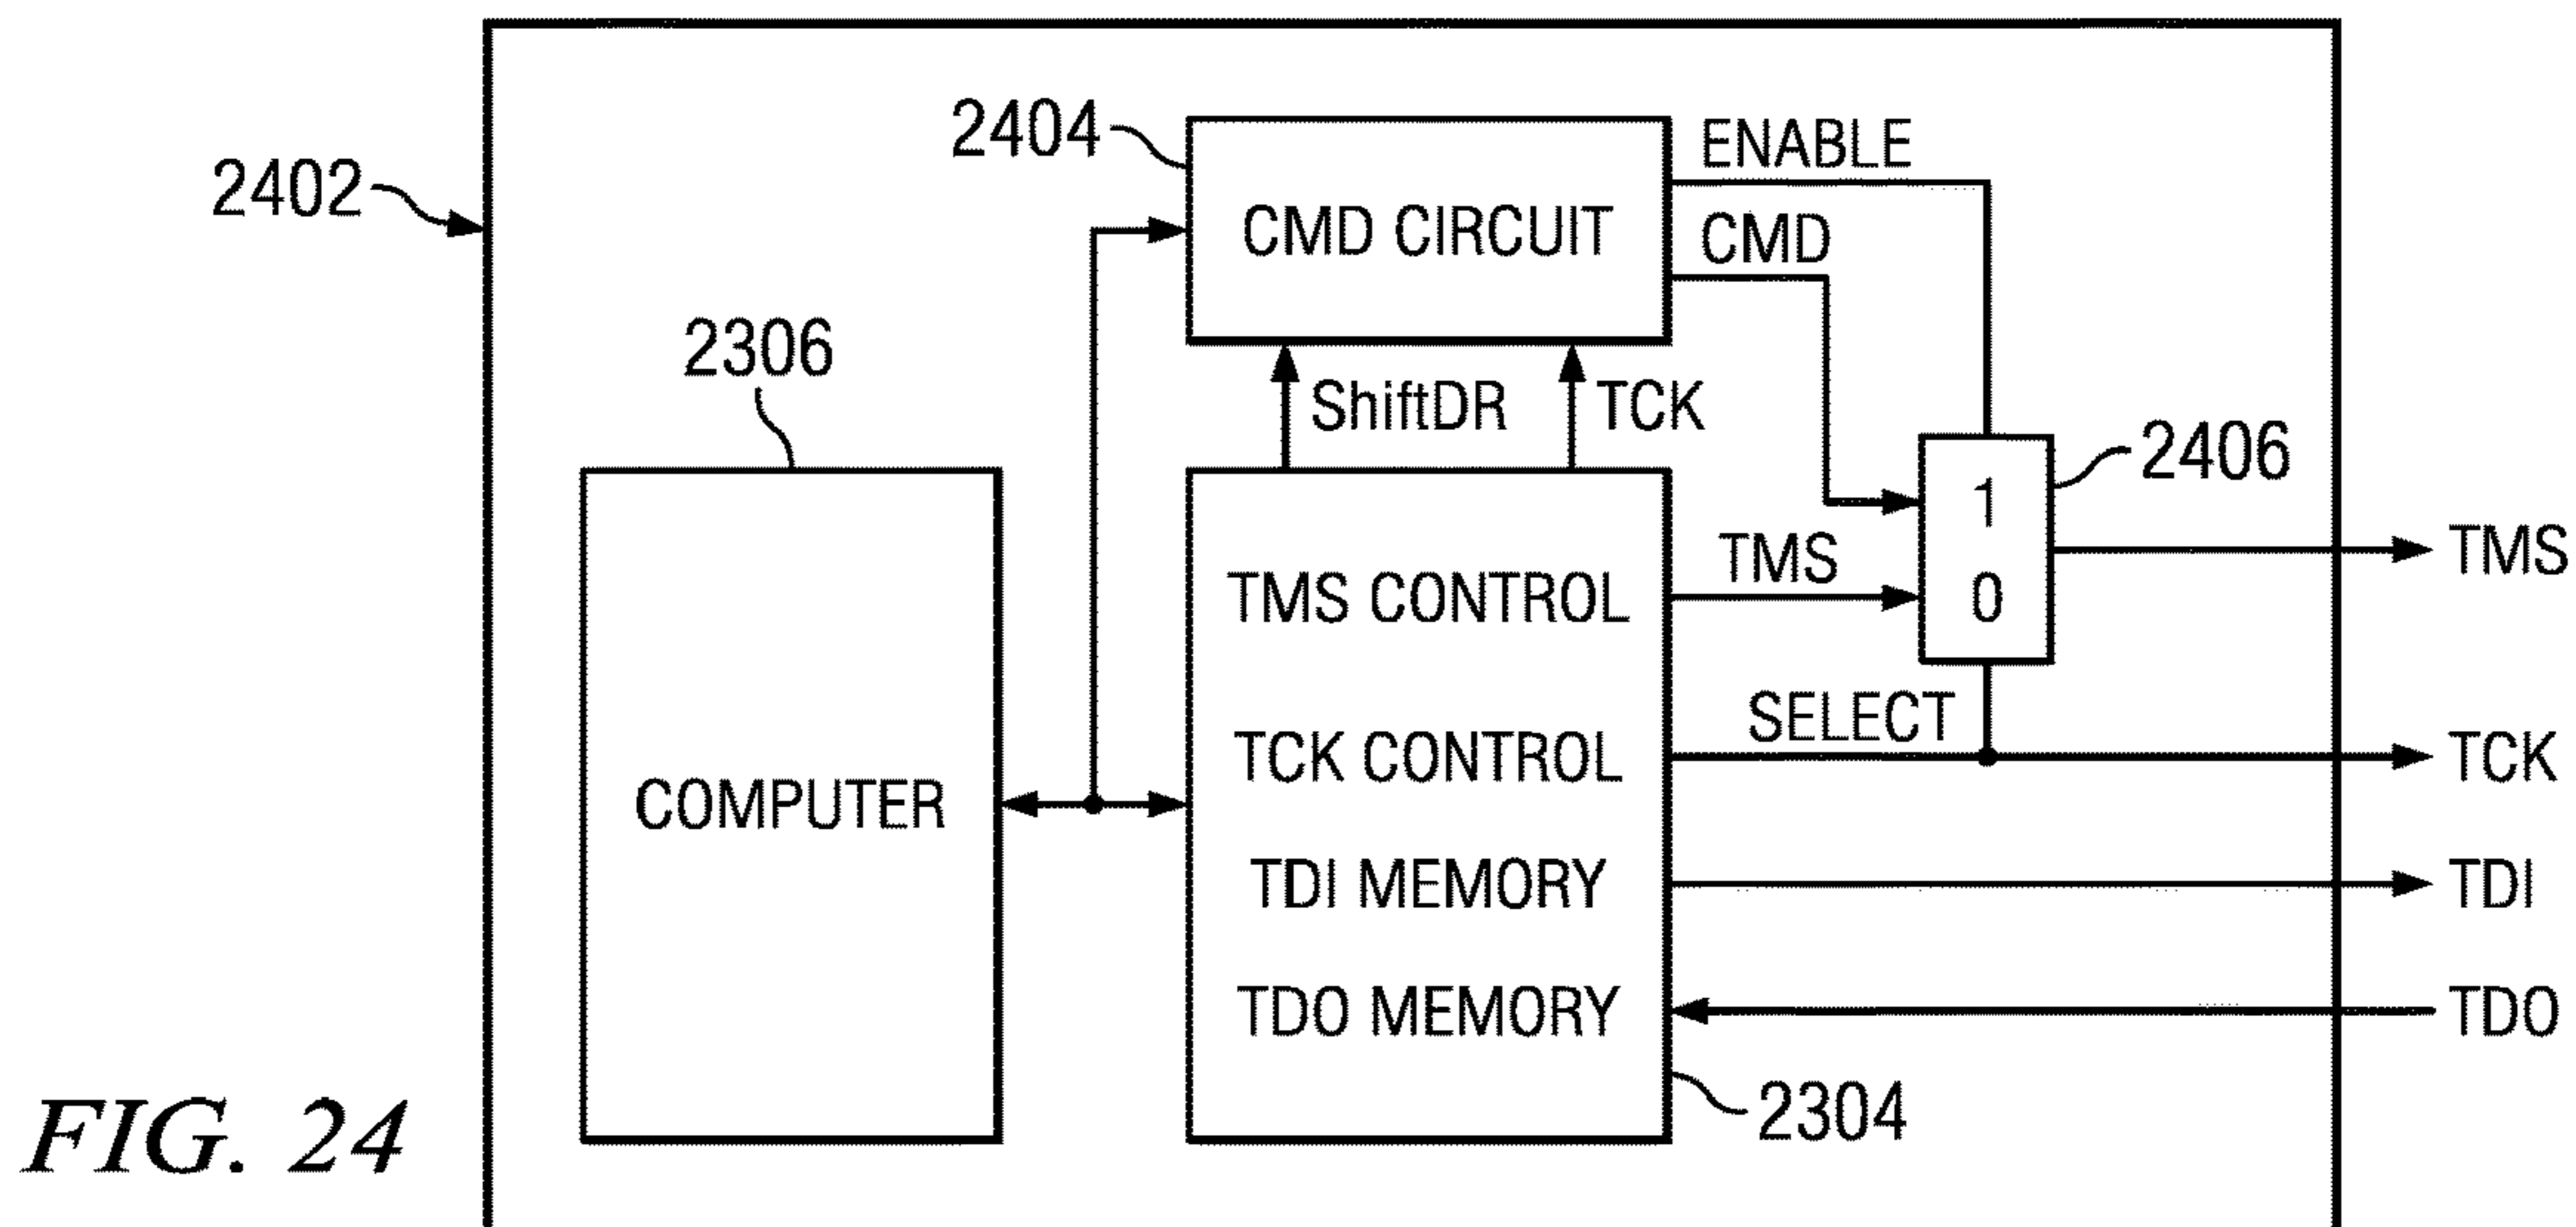 2404
ENABLE
2402
CMD CIRCUIT
CMD
2306
ShiftDR
TCK
2406
1
TMS
TMS CONTROL
TMS
0
SELECT
TCK CONTROL
TCK
COMPUTER
TDI MEMORY
TDI
TDO MEMORY
TDO
2304
FIG. 24